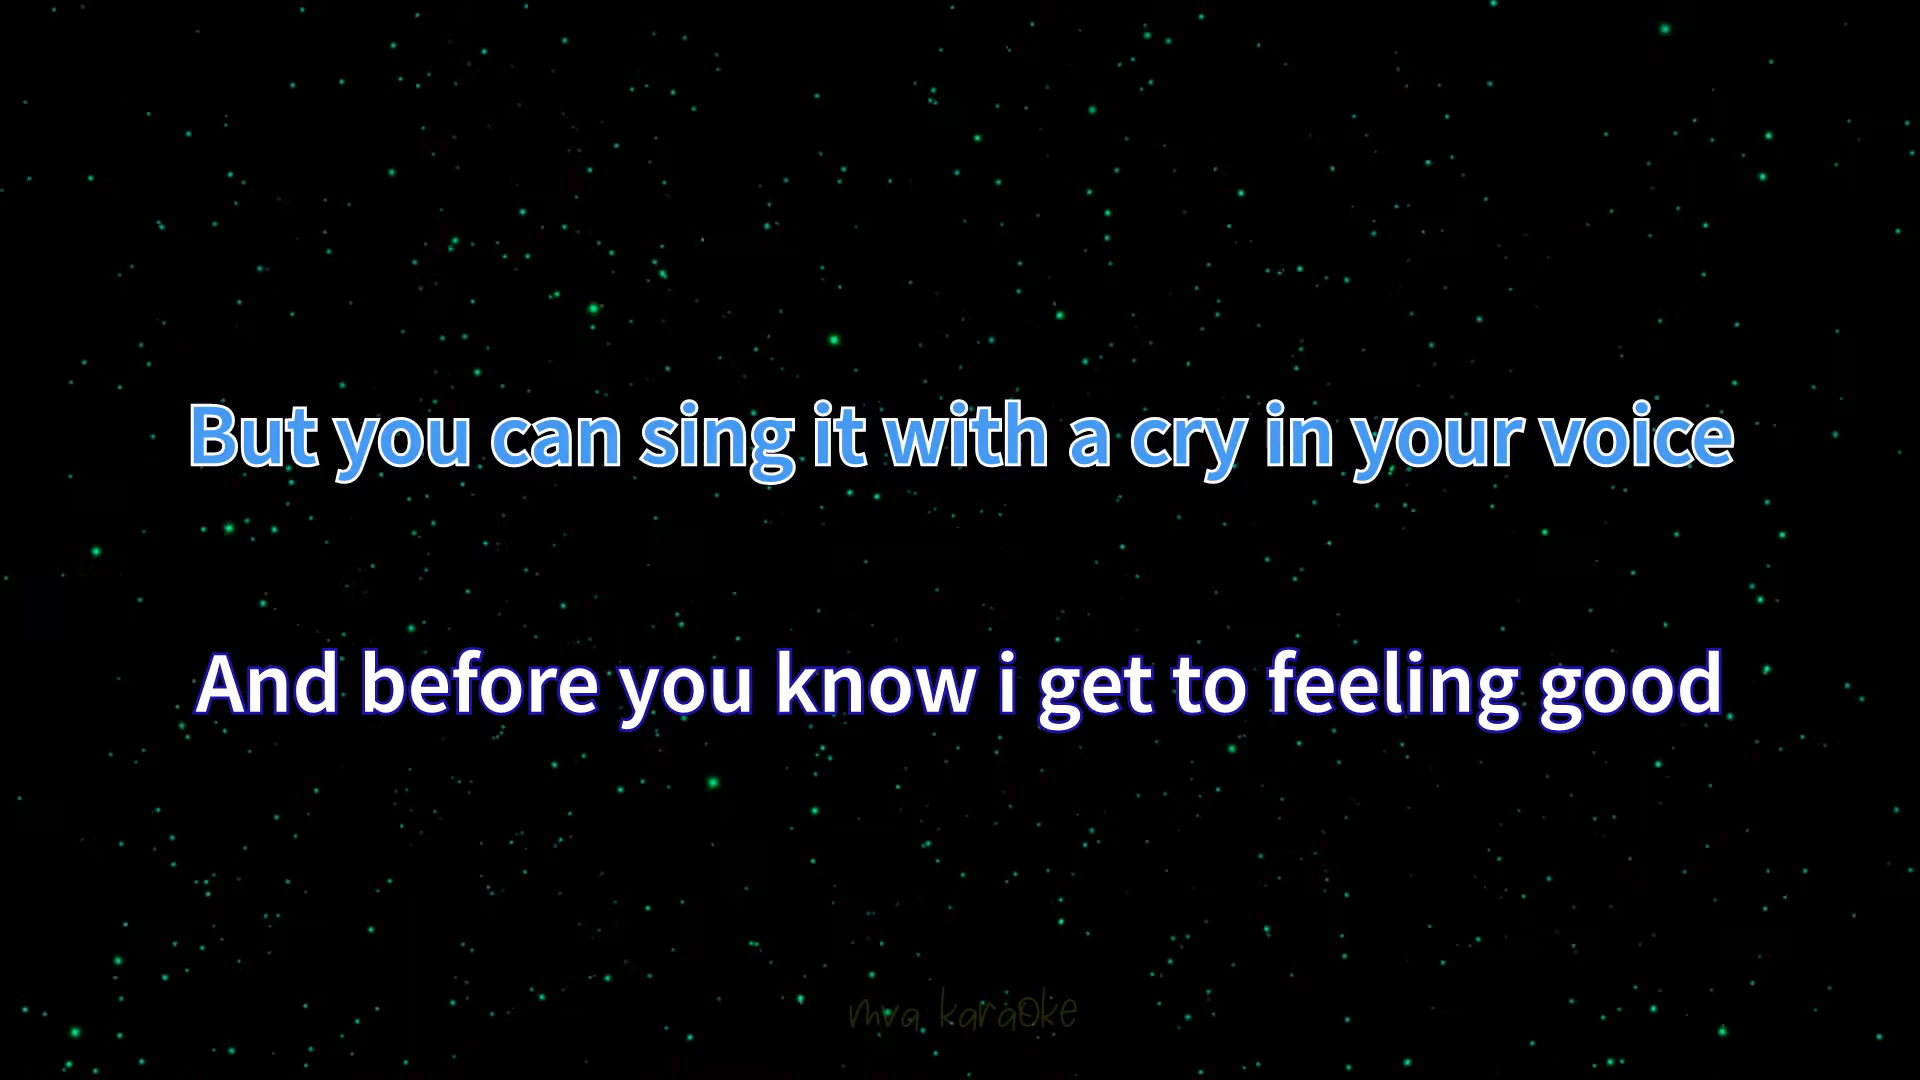 But you can sing it with a cry in your voice
And before you know i get to feeling good
mva karaoke